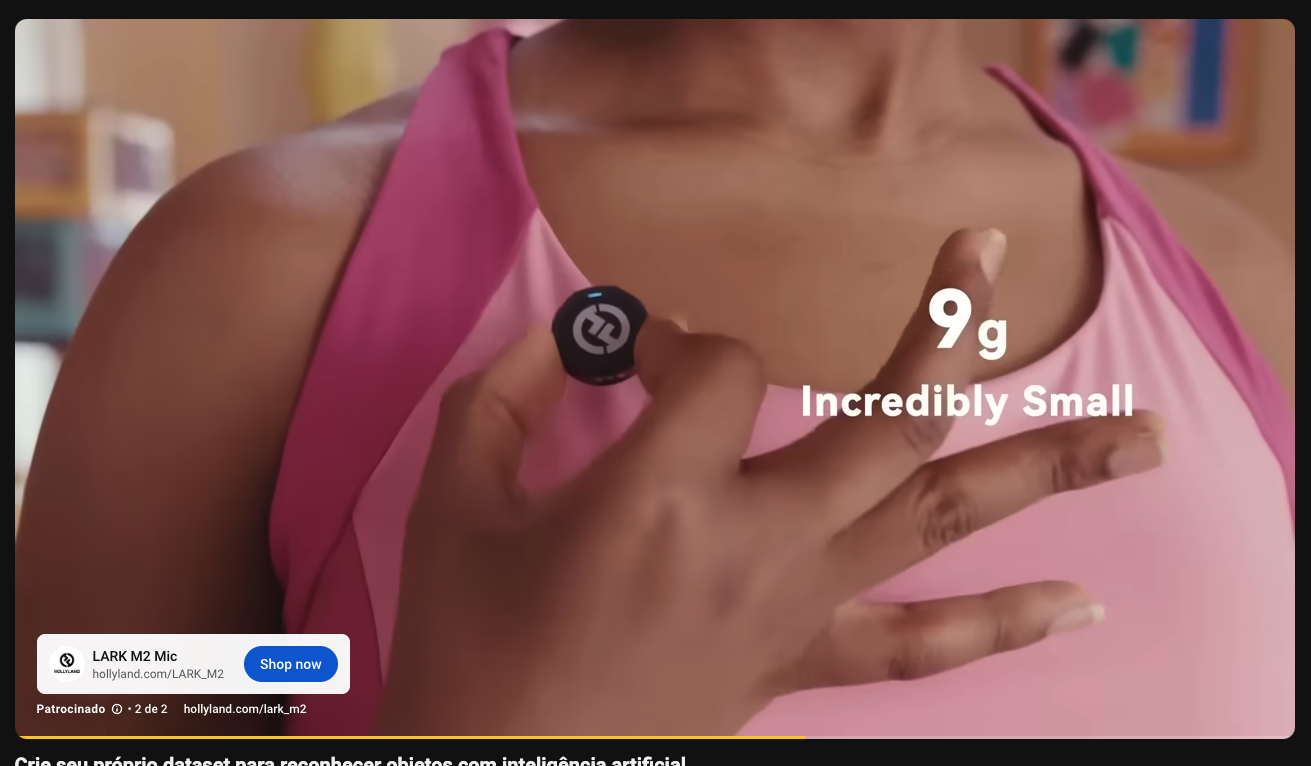 9g
Incredibly Small
HOLLYLAND
LARK M2 Mic
hollyland.com/LARK_M2
Shop now
Patrocinado • 2 de 2 hollyland.com/lark_m2
Crie seu próprio dataset para reconhecer objetos com inteligência artificial